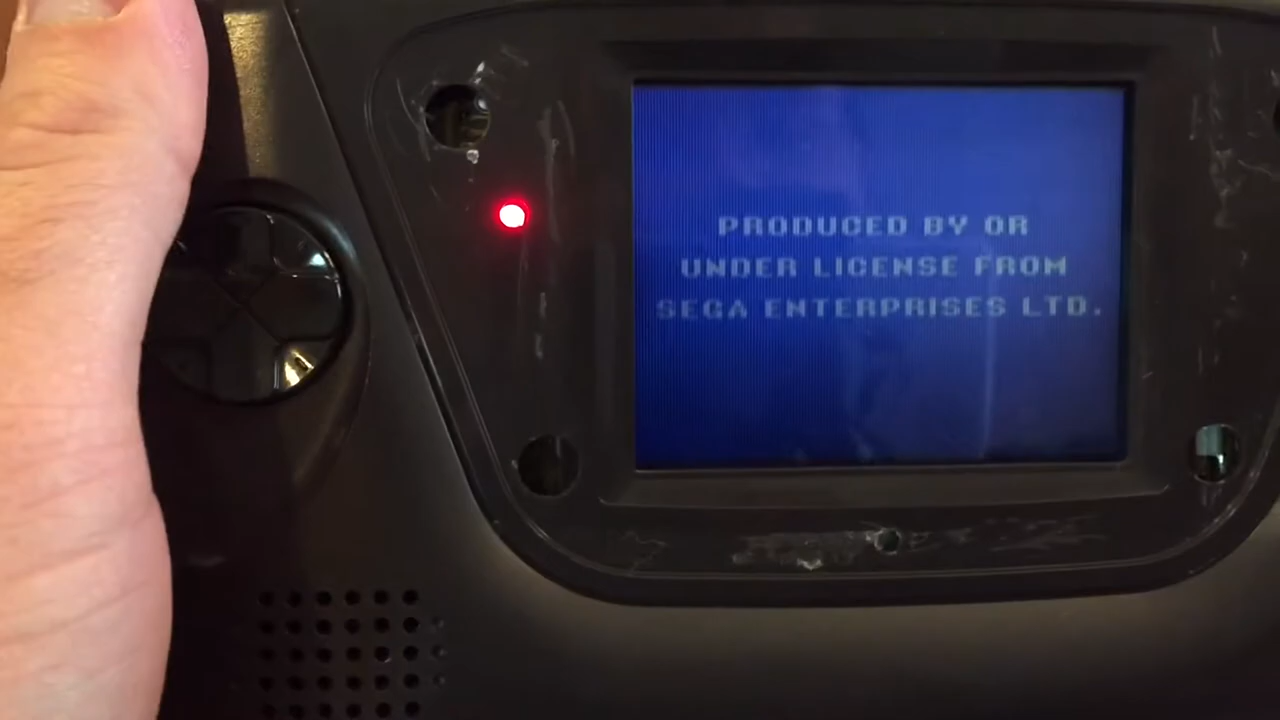 PRODUCED BY OR
UNDER LICENSE FROM
SEGA ENTERPRISES LTD.